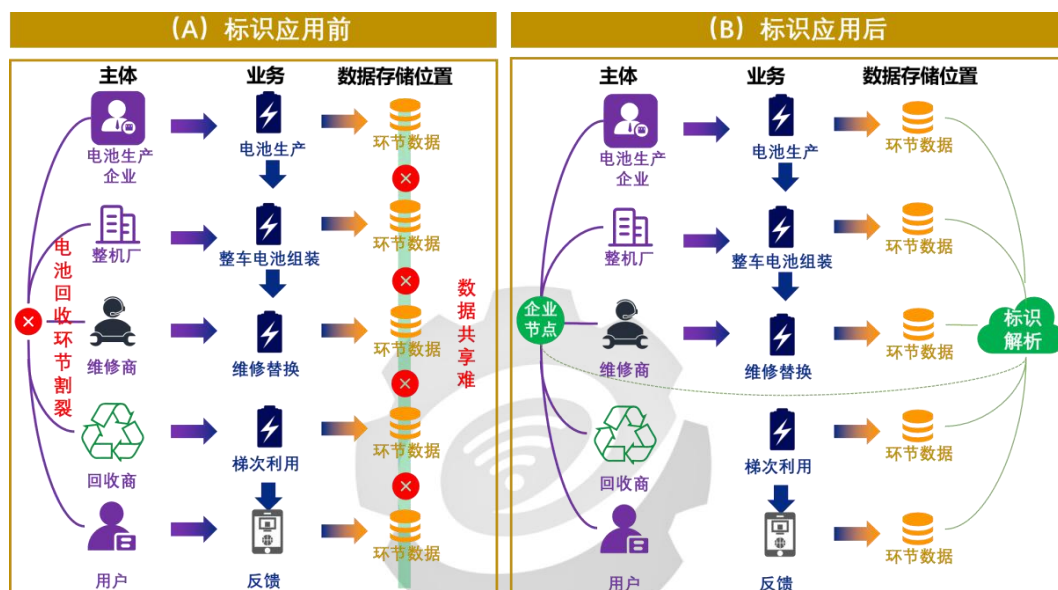 (A) 标识应用前
主体
业务
数据存储位置
电池生产
企业
电池生产
环节数据
整机厂
整车电池组装
环节数据
电池回收环节割裂
维修商
维修替换
环节数据
数据共享难
回收商
梯次利用
环节数据
用户
反馈
环节数据
(B) 标识应用后
主体
业务
数据存储位置
电池生产
企业
电池生产
环节数据
整机厂
整车电池组装
环节数据
企业
节点
维修商
维修替换
环节数据
标识
解析
回收商
梯次利用
环节数据
用户
反馈
环节数据